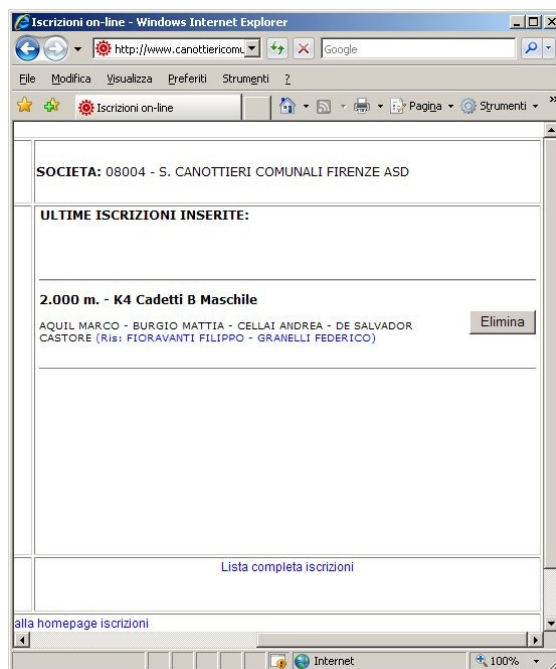 Iscrizioni on-line - Windows Internet Explorer
http://www.canottiericomu
Google
File Modifica Visualizza Preferiti Strumenti ?
Iscrizioni on-line
Pagina
Strumenti
»
SOCIETA: 08004 - S. CANOTTIERI COMUNALI FIRENZE ASD
ULTIME ISCRIZIONI INSERITE:
2.000 m. - K4 Cadetti B Maschile
AQUIL MARCO - BURGIO MATTIA - CELLAI ANDREA - DE SALVADOR
CASTORE (Ris: FIORAVANTI FILIPPO - GRANELLI FEDERICO)
Elimina
Lista completa iscrizioni
alla homepage iscrizioni
Internet
100%